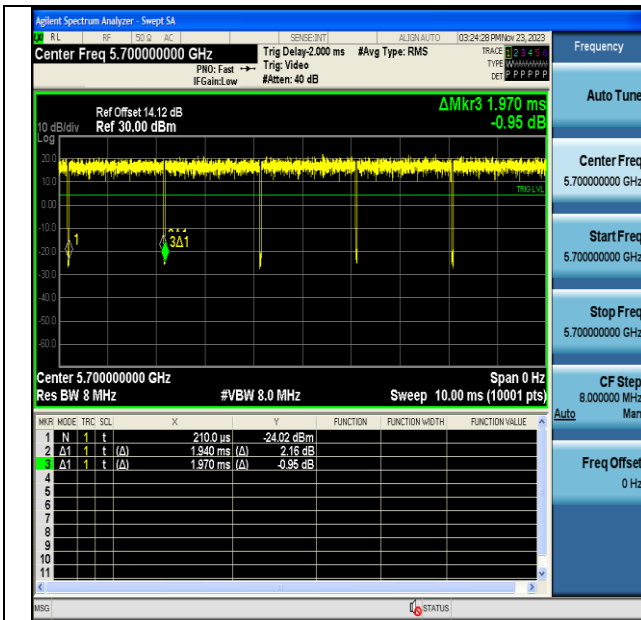 Agilent Spectrum Analyzer - Swept SA
RL RF 50 Ω AC SENSE:INT ALIGN AUTO 03:24:28 PM Nov 23, 2023
Center Freq 5.700000000 GHz
PNO: Fast
IFGain:Low
Trig Delay-2.000 ms
Trig: Video
#Atten: 40 dB
#Avg Type: RMS
TRACE 1 2 3 4 5 6
TYPE WWWWWW
DET P P P P P P
Ref Offset 14.12 dB
10 dB/div Ref 30.00 dBm
Log
ΔMkr3 1.970 ms
-0.95 dB
20.0
10.0
TRIG LVL
0.00
-10.0
1
3Δ1
-20.0
-30.0
-40.0
-50.0
Center 5.700000000 GHz Span 0 Hz
Res BW 8 MHz #VBW 8.0 MHz Sweep 10.00 ms (10001 pts)
MKR MODE TRC SCL X Y FUNCTION FUNCTION WIDTH FUNCTION VALUE
1 N 1 t 210.0 µs -24.02 dBm
2 Δ1 1 t (Δ) 1.940 ms (Δ) 2.16 dB
3 Δ1 1 t (Δ) 1.970 ms (Δ) -0.95 dB
4
5
6
7
8
9
10
11
MSG STATUS
Frequency
Auto Tune
Center Freq
5.700000000 GHz
Start Freq
5.700000000 GHz
Stop Freq
5.700000000 GHz
CF Step
8.000000 MHz
Auto Man
Freq Offset
0 Hz